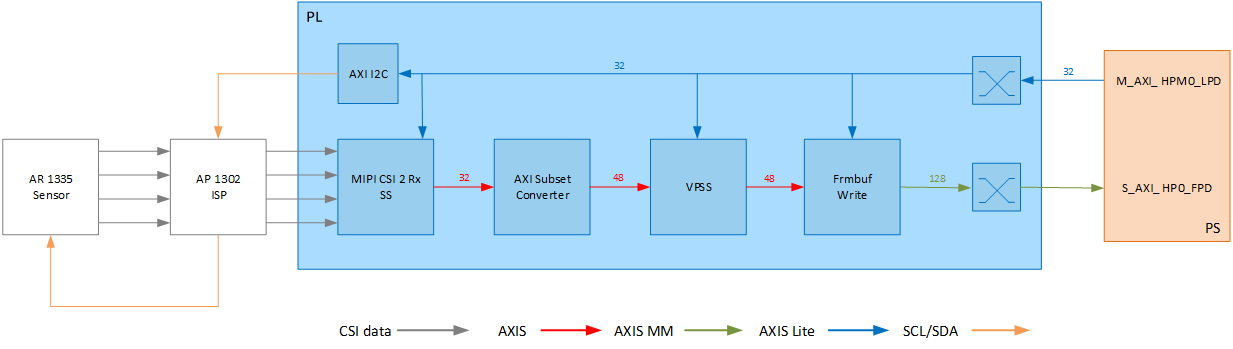 PL
AXI I2C
32
32
M_AXI_ HPM0_LPD
AR 1335
Sensor
AP 1302
ISP
MIPI CSI 2 Rx
SS
32
AXI Subset
Converter
48
VPSS
48
Frmbuf
Write
128
S_AXI_ HP0_FPD
PS
CSI data
AXIS
AXIS MM
AXIS Lite
SCL/SDA